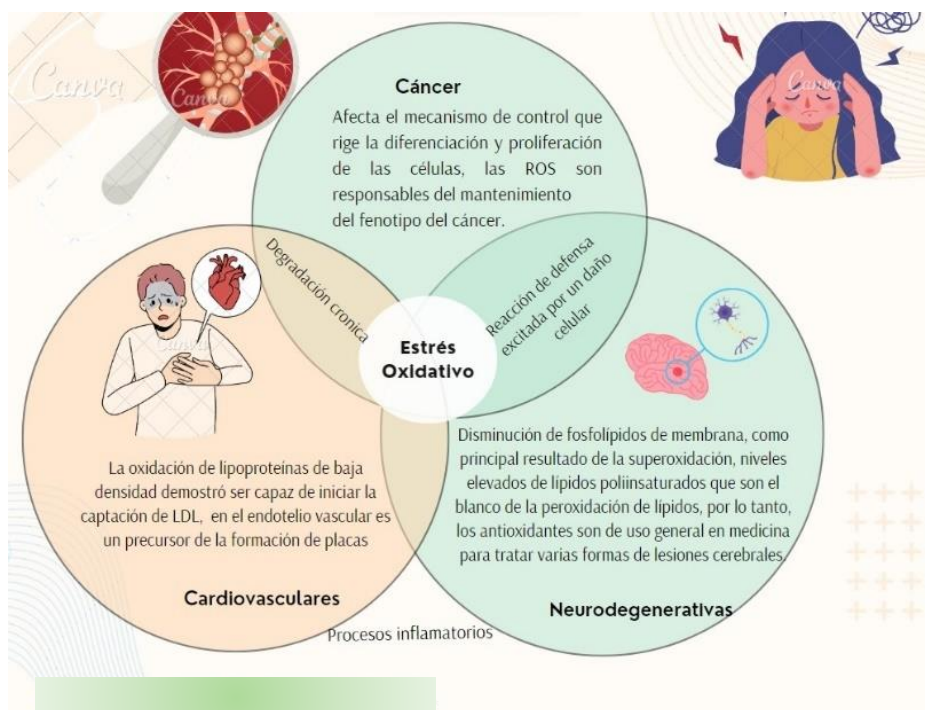 Canva
Canva
Canva
Cáncer
Afecta el mecanismo de control que
rige la diferenciación y proliferación
de las células, las ROS son
responsables del mantenimiento
del fenotipo del cáncer.
Degradación cronica
Reacción de defensa
excitada por un daño
celular
Estrés
Oxidativo
Canva
La oxidación de lipoproteínas de baja
densidad demostró ser capaz de iniciar la
captación de LDL, en el endotelio vascular es
un precursor de la formación de placas
Cardiovasculares
Disminución de fosfolípidos de membrana, como
principal resultado de la superoxidación, niveles
elevados de lípidos poliinsaturados que son el
blanco de la peroxidación de lípidos, por lo tanto,
los antioxidantes son de uso general en medicina
para tratar varias formas de lesiones cerebrales.
Neurodegenerativas
Procesos inflamatorios